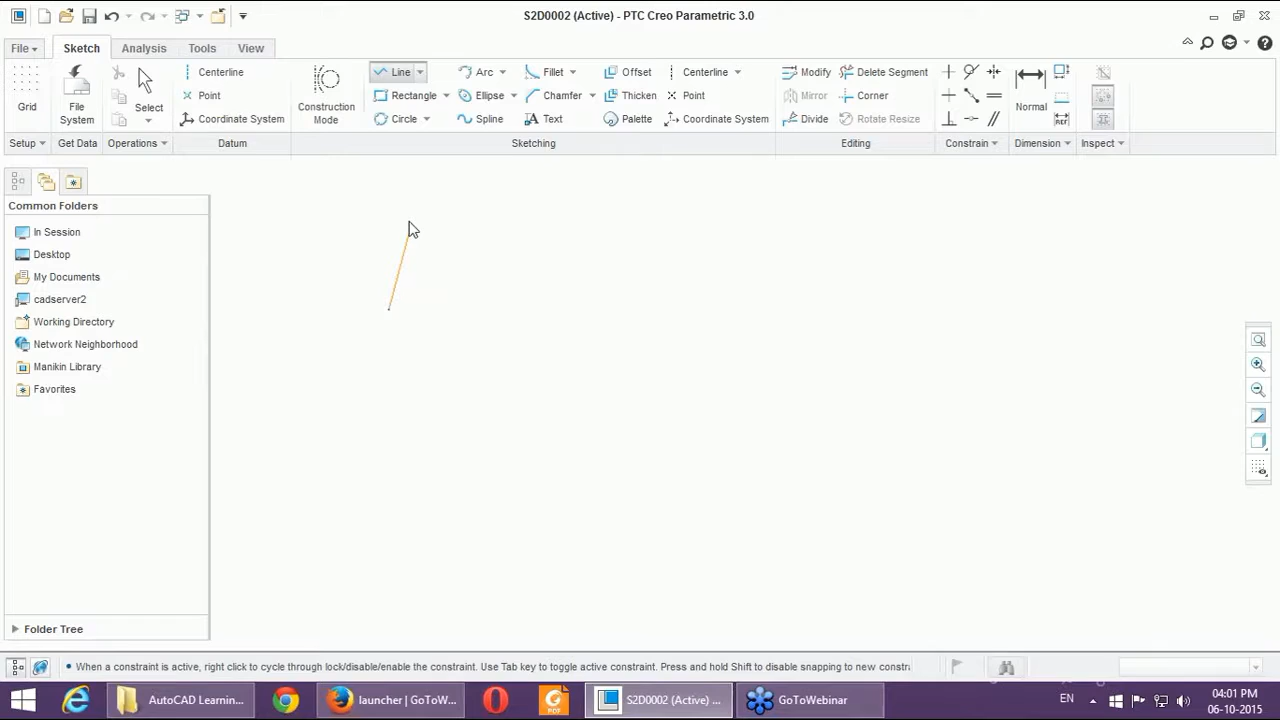 S2D0002 (Active) - PTC Creo Parametric 3.0
File Sketch Analysis Tools View
Grid File System Select Centerline Construction Mode Line Arc Fillet Offset Centerline Modify Delete Segment Normal
Point Rectangle Ellipse Chamfer Thicken Point Mirror Corner
Coordinate System Circle Spline Text Palette Coordinate System Divide Rotate Resize
Setup Get Data Operations Datum Sketching Editing Constrain Dimension Inspect
Common Folders
In Session
Desktop
My Documents
cadserver2
Working Directory
Network Neighborhood
Manikin Library
Favorites
Folder Tree
• When a constraint is active, right click to cycle through lock/disable/enable the constraint. Use Tab key to toggle active constraint. Press and hold Shift to disable snapping to new constra
AutoCAD Learnin... launcher | GoToW... S2D0002 (Active) ... GoToWebinar EN 04:01 PM
06-10-2015